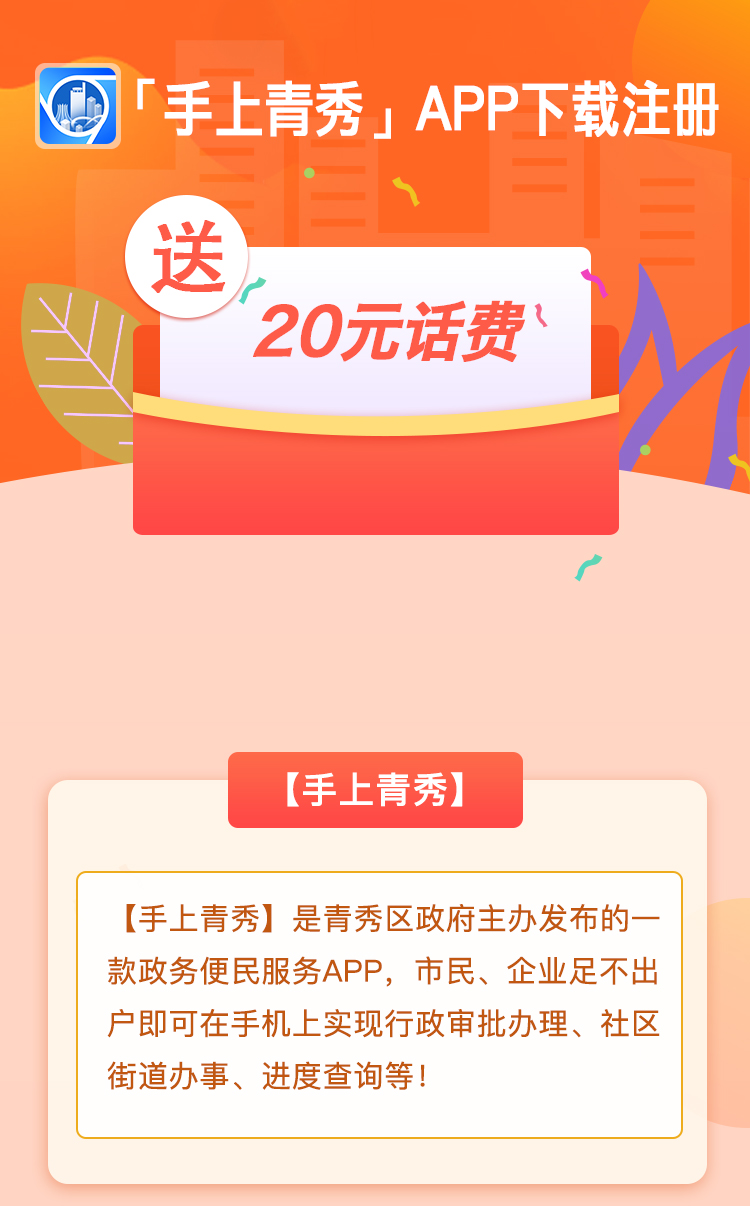 「手上青秀」APP下载注册
送
20元话费
【手上青秀】
【手上青秀】是青秀区政府主办发布的一
款政务便民服务APP，市民、企业足不出
户即可在手机上实现行政审批办理、社区
街道办事、进度查询等！